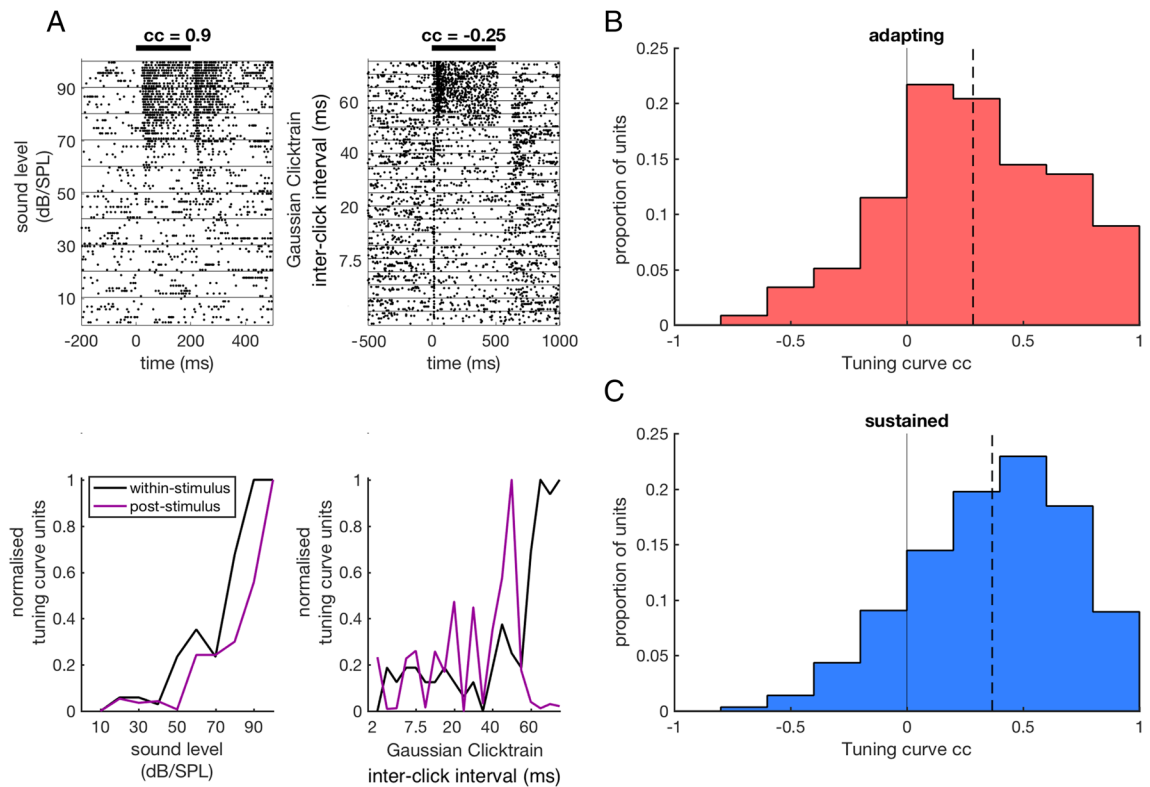 A
cc = 0.9
sound level
(dB/SPL)
90
70
50
30
10
-200
0
200
400
time (ms)
cc = -0.25
Gaussian Clicktrain
inter-click interval (ms)
60
40
20
7.5
-500
0
500
1000
time (ms)
normalised
tuning curve units
1
0.8
0.6
0.4
0.2
0
within-stimulus
post-stimulus
10
30
50
70
90
sound level
(dB/SPL)
normalised
tuning curve units
1
0.8
0.6
0.4
0.2
0
2
7.5
20
40
60
Gaussian Clicktrain
inter-click interval (ms)
B
adapting
proportion of units
0.25
0.2
0.15
0.1
0.05
0
-1
-0.5
0
0.5
1
Tuning curve cc
C
sustained
proportion of units
0.25
0.2
0.15
0.1
0.05
0
-1
-0.5
0
0.5
1
Tuning curve cc